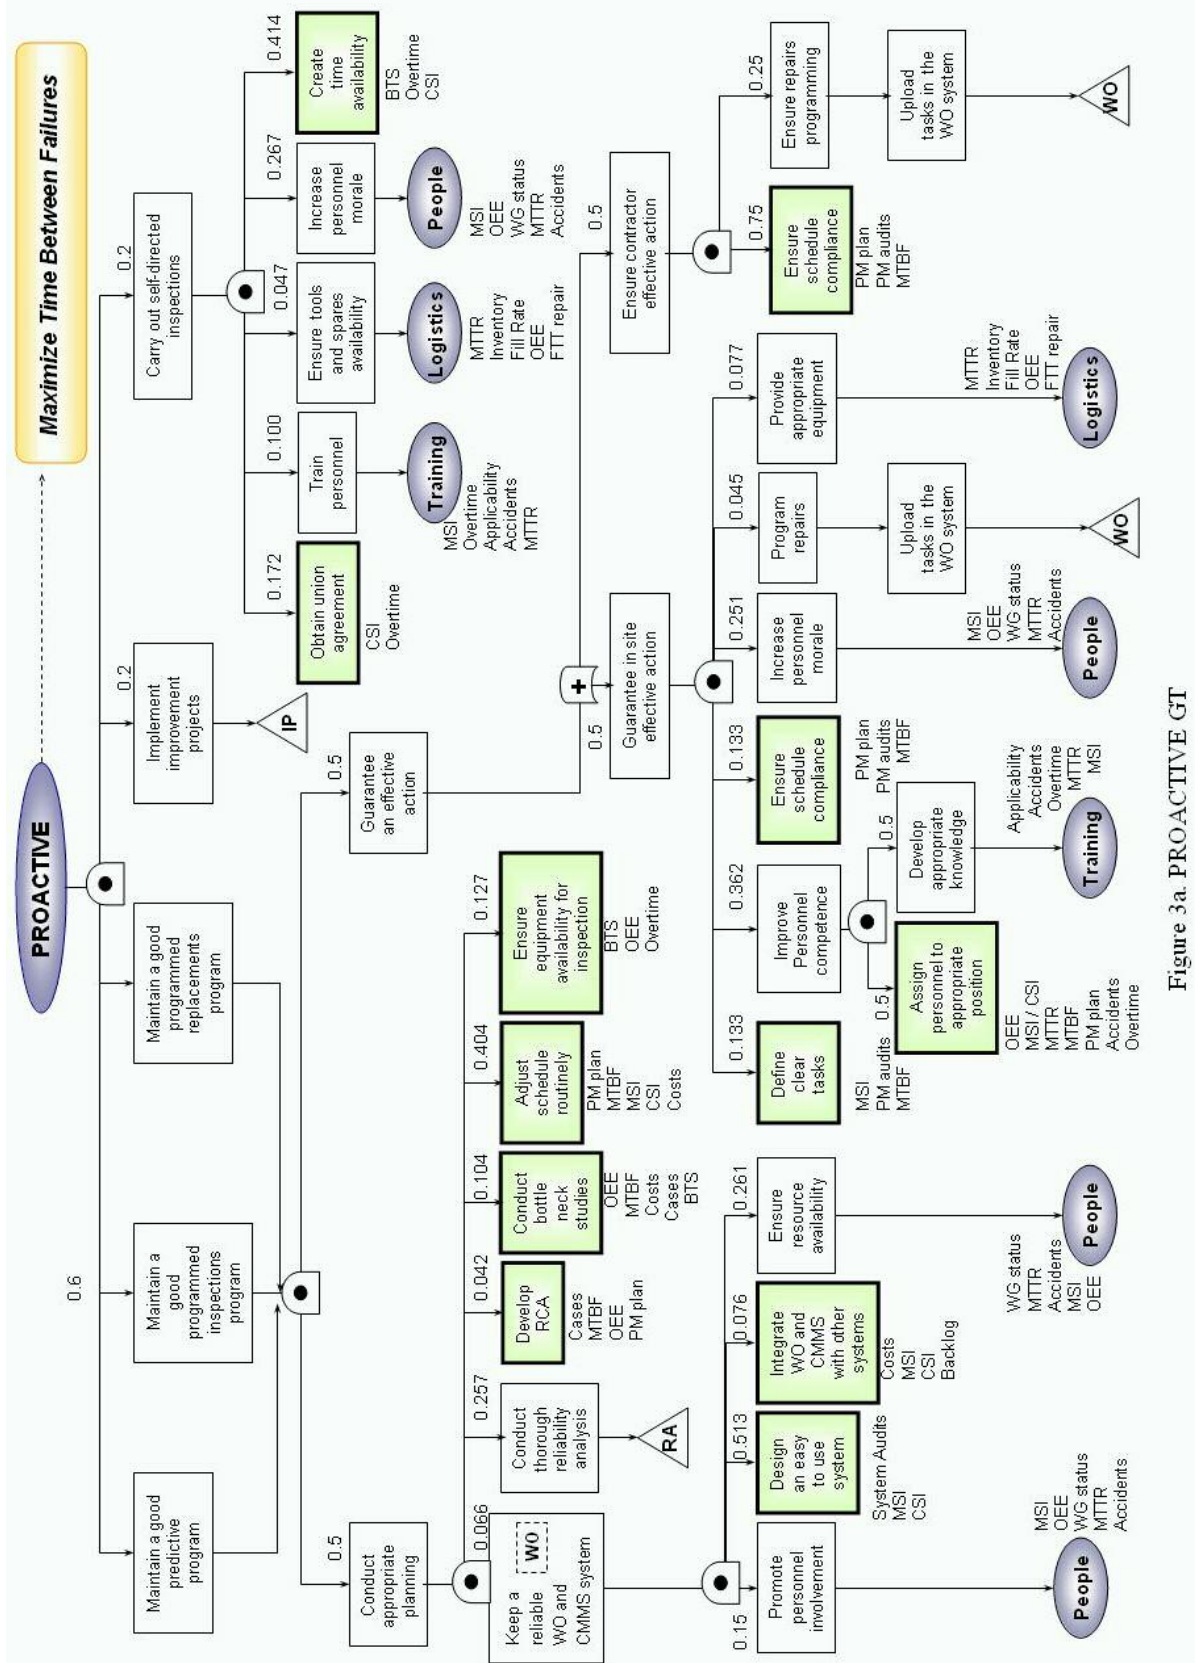 PROACTIVE
Maximize Time Between Failures
0.6
0.2
0.2
Maintain a good
predictive
program
Maintain a
good
programmed
inspections
program
Maintain a good
programmed
replacements
program
Implement
improvement
projects
IP
Carry out self-directed
inspections
0.172
0.100
0.047
0.267
0.414
Obtain union
agreement
CSI
Overtime
Train
personnel
Training
MSI
Overtime
Applicability
Accidents
MTTR
Ensure tools
and spares
availability
Logistics
MTTR
Inventory
Fill Rate
OEE
FTT repair
Increase
personnel
morale
People
MSI
OEE
WG status
MTTR
Accidents
Create
time
availability
BTS
Overtime
CSI
0.5
Conduct
appropriate
planning
0.5
Guarantee
an effective
action
0.066
0.257
0.042
0.104
0.404
0.127
Keep a
reliable
WO and
CMMS system
WO
Conduct
thorough
reliability
analysis
RA
Develop
RCA
Cases
MTBF
OEE
PM plan
Conduct
bottle
neck
studies
OEE
MTBF
Costs
Cases
BTS
Adjust
schedule
routinely
PM plan
MTBF
MSI
CSI
Costs
Ensure
equipment
availability for
inspection
BTS
OEE
Overtime
0.5
Guarantee in site
effective action
+
0.5
Ensure contractor
effective action
0.15
0.513
0.076
0.261
Promote
personnel
involvement
People
MSI
OEE
WG status
MTTR
Accidents
Design
an easy
to use
system
System Audits
MSI
CSI
Integrate
WO and
CMMS
with other
systems
Costs
MSI
CSI
Backlog
Ensure
resource
availability
WG status
MTTR
Accidents
MSI
OEE
People
0.133
0.362
0.133
0.251
0.045
0.077
Define
clear
tasks
MSI
PM audits
MTBF
Improve
Personnel
competence
0.5
0.5
Assign
personnel to
appropriate
position
OEE
MSI / CSI
MTTR
MTBF
PM plan
Accidents
Overtime
Develop
appropriate
knowledge
Applicability
Accidents
Overtime
MTTR
MSI
Training
Ensure
schedule
compliance
PM plan
PM audits
MTBF
Increase
personnel
morale
MSI
OEE
WG status
MTTR
Accidents
People
Program
repairs
Upload
tasks in the
WO system
WO
Provide
appropriate
equipment
MTTR
Inventory
Fill Rate
OEE
FTT repair
Logistics
0.75
0.25
Ensure
schedule
compliance
PM plan
PM audits
MTBF
Ensure repairs
programming
Upload
tasks in the
WO system
WO
Figure 3a. PROACTIVE GT